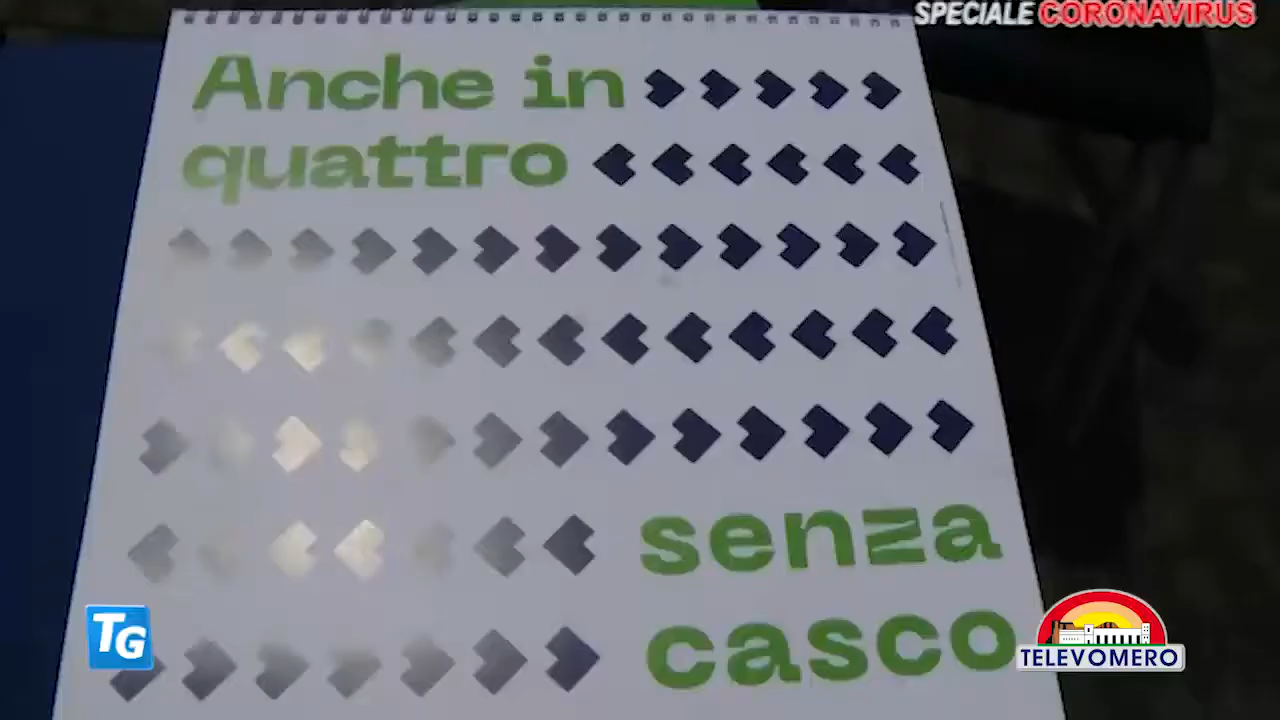 SPECIALE CORONAVIRUS
Anche in
quattro
senza
casco
TG
TELEVOMERO